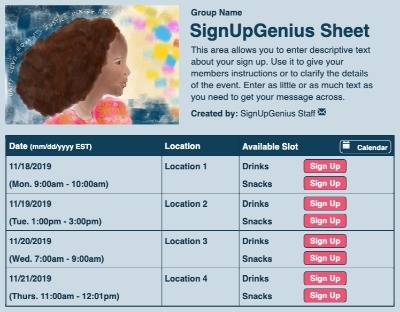 Group Name
SignUpGenius Sheet
This area allows you to enter descriptive text
about your sign up. Use it to give your
members instructions or to clarify the details
of the event. Enter as little or as much text as
you need to get your message across.
Created by: SignUpGenius Staff
Date (mm/dd/yyyy EST) Location Available Slot Calendar
11/18/2019 Location 1 Drinks Sign Up
(Mon. 9:00am - 10:00am) Snacks Sign Up
11/19/2019 Location 2 Drinks Sign Up
(Tue. 1:00pm - 3:00pm) Snacks Sign Up
11/20/2019 Location 3 Drinks Sign Up
(Wed. 7:00am - 9:00am) Snacks Sign Up
11/21/2019 Location 4 Drinks Sign Up
(Thurs. 11:00am - 12:01pm) Snacks Sign Up